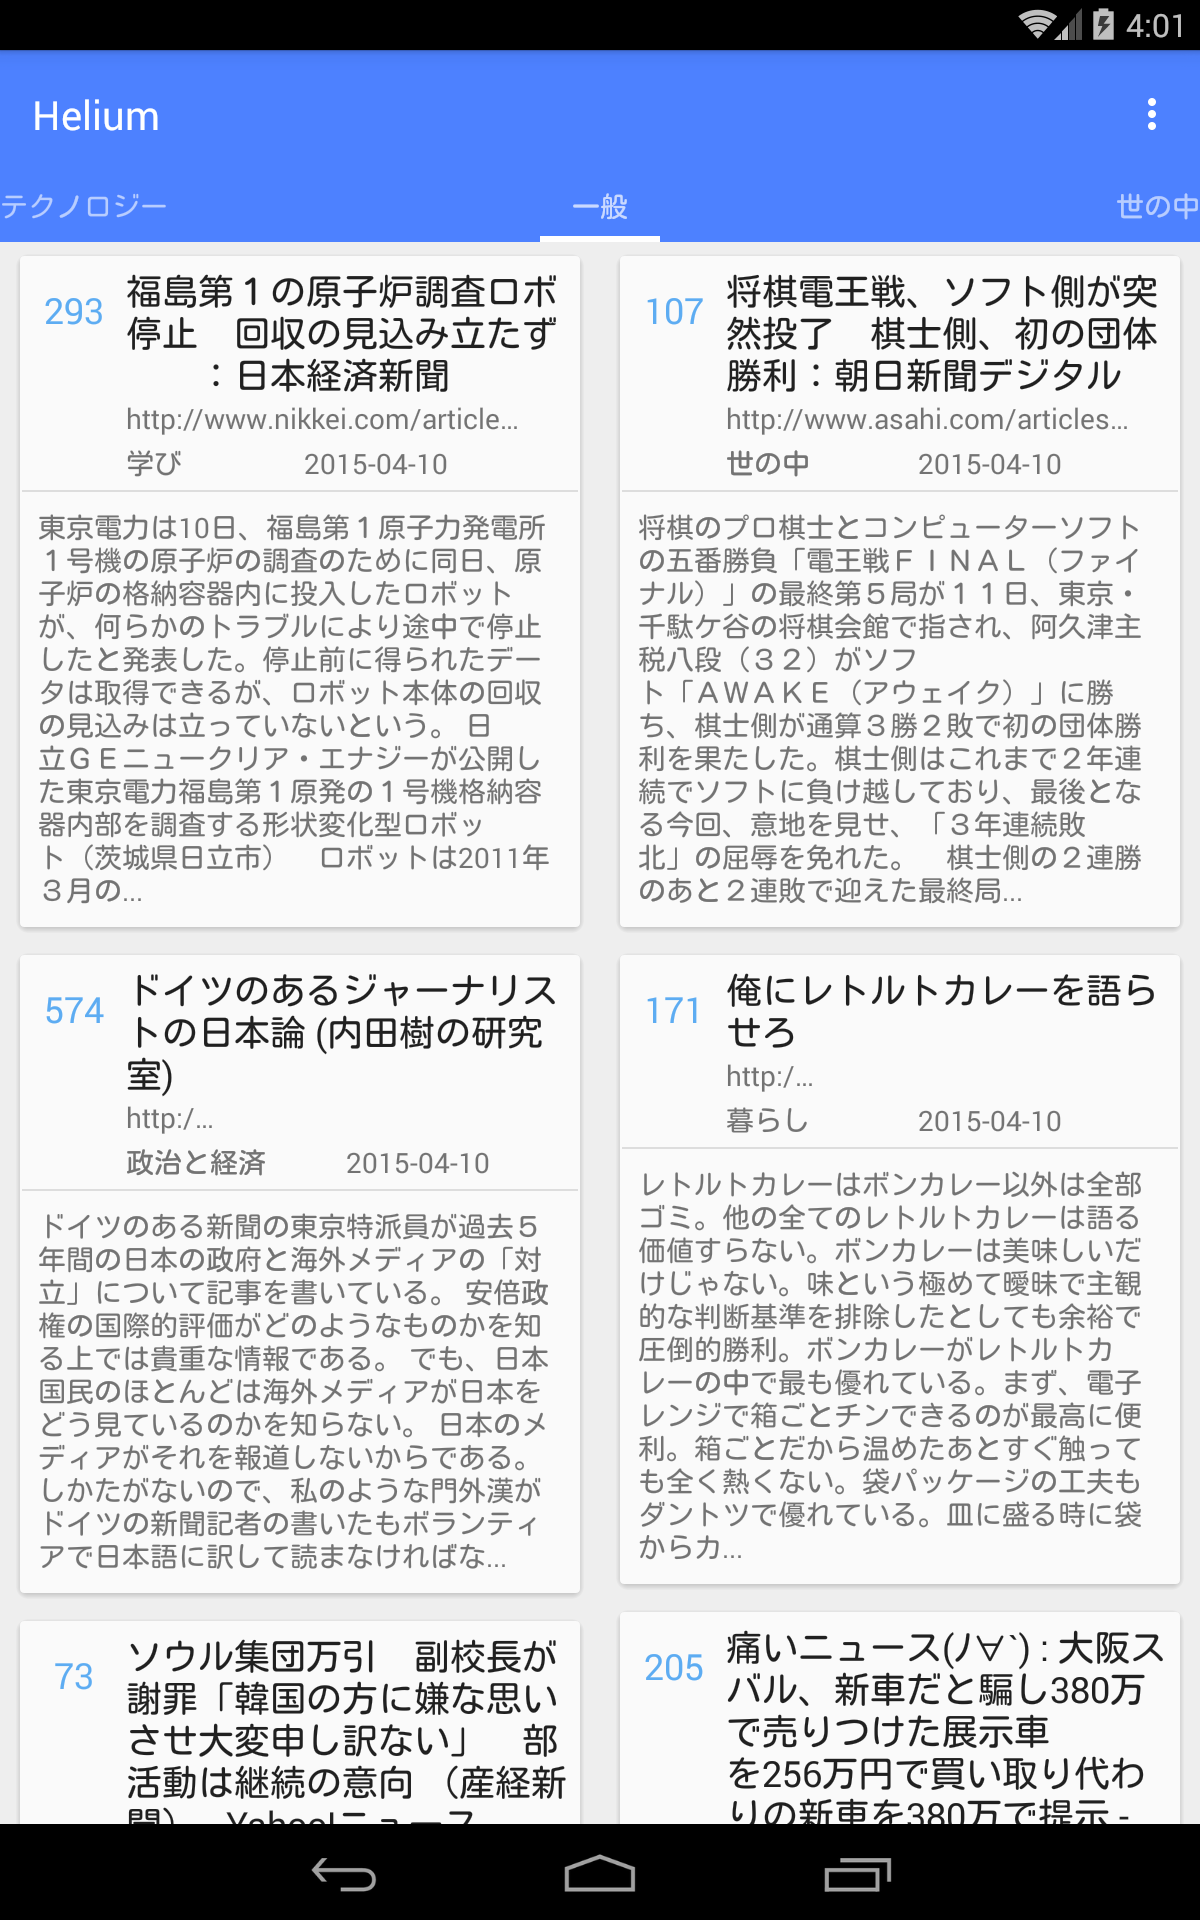 4:01
Helium
テクノロジー
一般
世の中
293
福島第１の原子炉調査ロボ
停止　回収の見込み立たず
：日本経済新聞
http://www.nikkei.com/article...
学び
2015-04-10
東京電力は10日、福島第１原子力発電所
１号機の原子炉の調査のために同日、原
子炉の格納容器内に投入したロボット
が、何らかのトラブルにより途中で停止
したと発表した。停止前に得られたデー
タは取得できるが、ロボット本体の回収
の見込みは立っていないという。 日
立ＧＥニュークリア・エナジーが公開し
た東京電力福島第１原発の１号機格納容
器内部を調査する形状変化型ロボッ
ト（茨城県日立市）　ロボットは2011年
３月の...
107
将棋電王戦、ソフト側が突
然投了　棋士側、初の団体
勝利：朝日新聞デジタル
http://www.asahi.com/articles...
世の中
2015-04-10
将棋のプロ棋士とコンピューターソフト
の五番勝負「電王戦ＦＩＮＡＬ（ファイ
ナル）」の最終第５局が１１日、東京・
千駄ケ谷の将棋会館で指され、阿久津主
税八段（３２）がソフ
ト「ＡＷＡＫＥ（アウェイク）」に勝
ち、棋士側が通算３勝２敗で初の団体勝
利を果たした。棋士側はこれまで２年連
続でソフトに負け越しており、最後とな
る今回、意地を見せ、「３年連続敗
北」の屈辱を免れた。　棋士側の２連勝
のあと２連敗で迎えた最終局...
574
ドイツのあるジャーナリス
トの日本論 (内田樹の研究
室)
http:/...
政治と経済
2015-04-10
ドイツのある新聞の東京特派員が過去５
年間の日本の政府と海外メディアの「対
立」について記事を書いている。 安倍政
権の国際的評価がどのようなものかを知
る上では貴重な情報である。 でも、日本
国民のほとんどは海外メディアが日本を
どう見ているのかを知らない。 日本のメ
ディアがそれを報道しないからである。
しかたがないので、私のような門外漢が
ドイツの新聞記者の書いたもボランティ
アで日本語に訳して読まなければな...
171
俺にレトルトカレーを語ら
せろ
http:/...
暮らし
2015-04-10
レトルトカレーはボンカレー以外は全部
ゴミ。他の全てのレトルトカレーは語る
価値すらない。ボンカレーは美味しいだ
けじゃない。味という極めて曖昧で主観
的な判断基準を排除したとしても余裕で
圧倒的勝利。ボンカレーがレトルトカ
レーの中で最も優れている。まず、電子
レンジで箱ごとチンできるのが最高に便
利。箱ごとだから温めたあとすぐ触って
も全く熱くない。袋パッケージの工夫も
ダントツで優れている。皿に盛る時に袋
からカ...
73
ソウル集団万引　副校長が
謝罪「韓国の方に嫌な思い
させ大変申し訳ない」　部
活動は継続の意向 （産経新
聞） - Yahoo!ニュース
205
痛いニュース(ﾉ∀`) : 大阪ス
バル、新車だと騙し380万
で売りつけた展示車
を256万円で買い取り代わ
りの新車を380万で提示 -